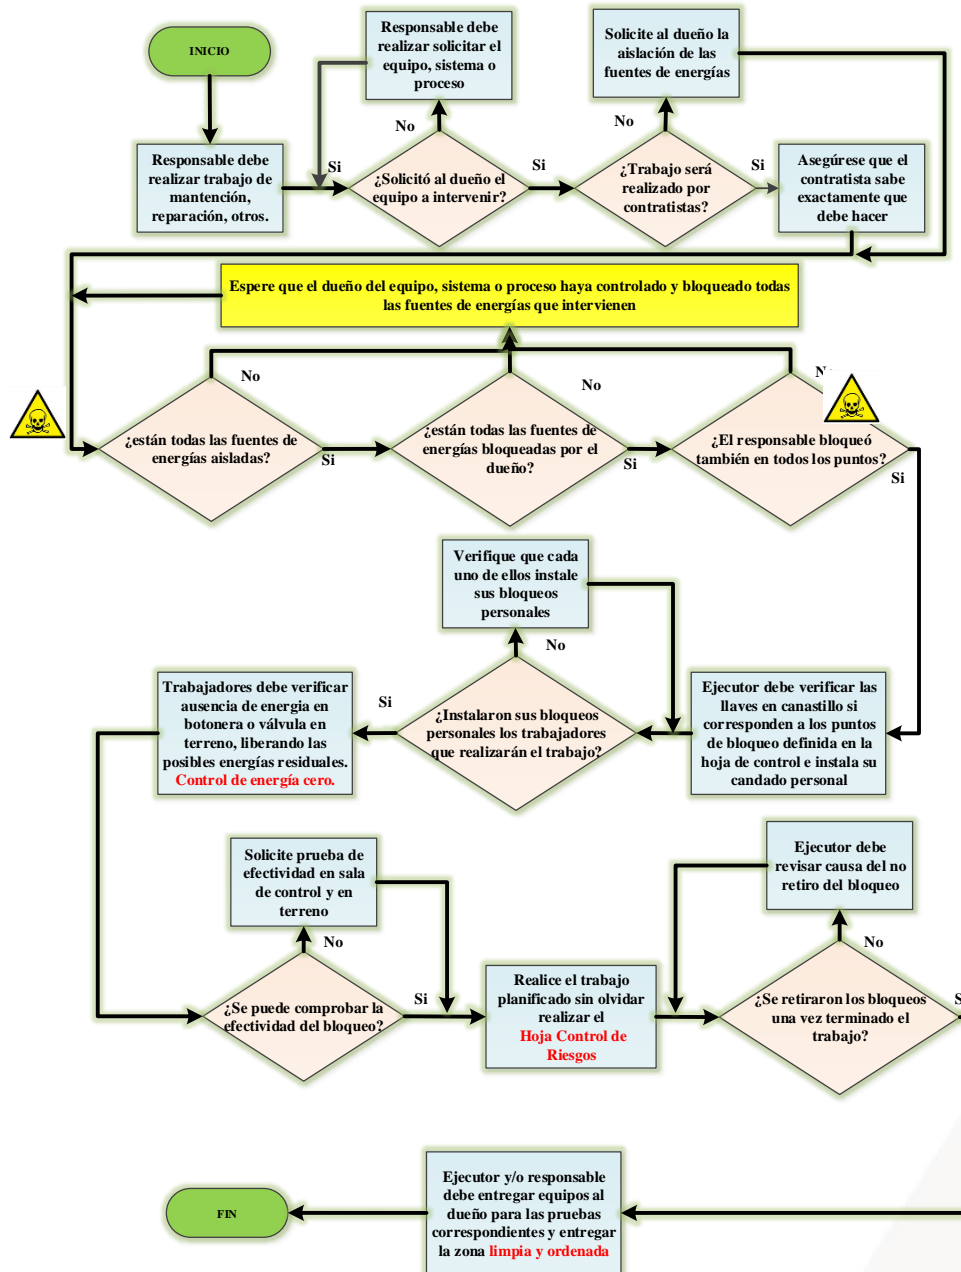 INICIO
Responsable debe
realizar solicitar el
equipo, sistema o
proceso
Solicite al dueño la
aislación de las
fuentes de energías
No
No
Responsable debe
realizar trabajo de
mantención,
reparación, otros.
Si
¿Solicitó al dueño el
equipo a intervenir?
Si
¿Trabajo será
realizado por
contratistas?
Si
Asegúrese que el
contratista sabe
exactamente que
debe hacer
Espere que el dueño del equipo, sistema o proceso haya controlado y bloqueado todas
las fuentes de energías que intervienen
No
No
¿están todas las fuentes de
energías aisladas?
Si
¿están todas las fuentes de
energías bloqueadas por el
dueño?
Si
¿El responsable bloqueó
también en todos los puntos?
Si
Verifique que cada
uno de ellos instale
sus bloqueos
personales
No
Trabajadores debe verificar
ausencia de energia en
botonera o válvula en
terreno, liberando las
posibles energías residuales.
Control de energía cero.
Si
¿Instalaron sus bloqueos
personales los trabajadores
que realizarán el trabajo?
Ejecutor debe verificar las
llaves en canastillo si
corresponden a los puntos
de bloqueo definida en la
hoja de control e instala su
candado personal
Solicite prueba de
efectividad en sala
de control y en
terreno
No
Ejecutor debe
revisar causa del no
retiro del bloqueo
No
¿Se puede comprobar la
efectividad del bloqueo?
Si
Realice el trabajo
planificado sin olvidar
realizar el
Hoja Control de
Riesgos
¿Se retiraron los bloqueos
una vez terminado el
trabajo?
Ejecutor y/o responsable
debe entregar equipos al
dueño para las pruebas
correspondientes y entregar
la zona limpia y ordenada
FIN